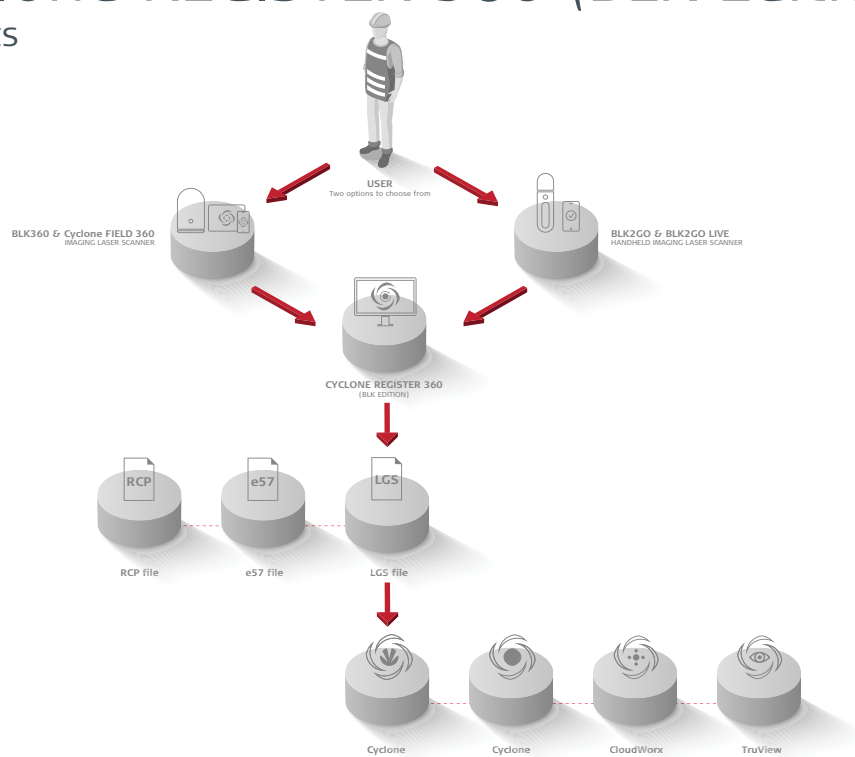 USER
Two options to choose from
BLK360 & Cyclone FIELD 360
IMAGING LASER SCANNER
BLK2GO & BLK2GO LIVE
HANDHELD IMAGING LASER SCANNER
CYCLONE REGISTER 360
(BLK EDITION)
RCP
e57
LGS
RCP file
e57 file
LGS file
Cyclone
Cyclone
CloudWorx
TruView